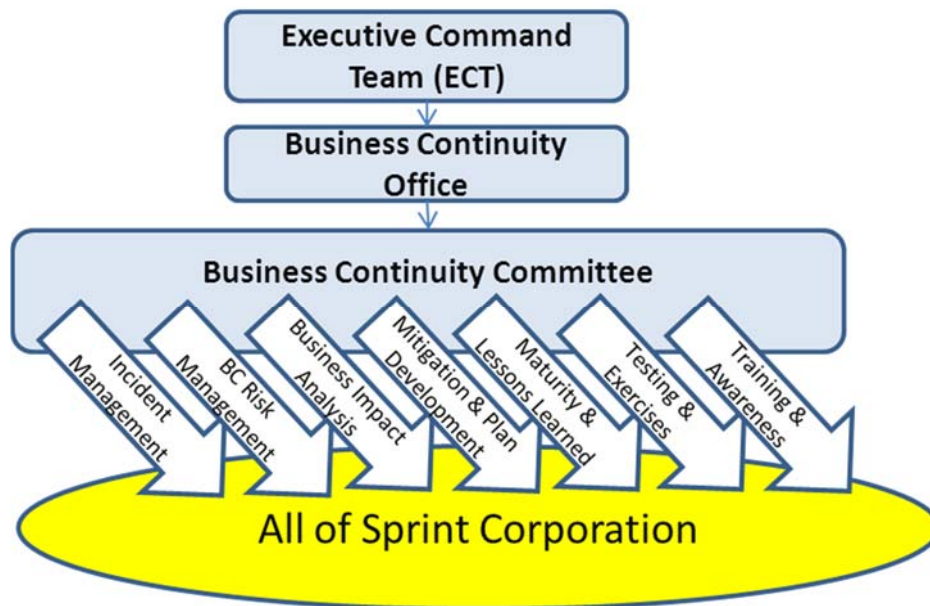 Executive Command
Team (ECT)
Business Continuity
Office
Business Continuity Committee
Incident
Management
BC Risk
Management
Business Impact
Analysis
Mitigation & Plan
Development
Maturity &
Lessons Learned
Testing &
Exercises
Training &
Awareness
All of Sprint Corporation